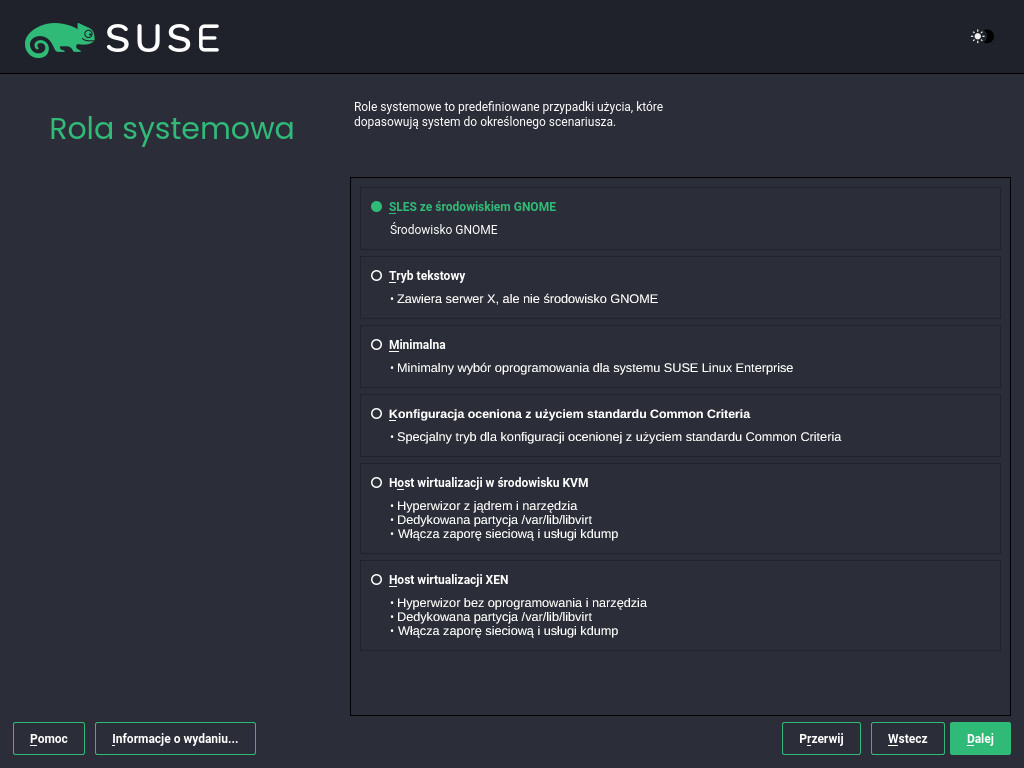 SUSE
Rola systemowa
Role systemowe to predefiniowane przypadki użycia, które
dopasowują system do określonego scenariusza.
SLES ze środowiskiem GNOME
Środowisko GNOME
Tryb tekstowy
• Zawiera serwer X, ale nie środowisko GNOME
Minimalna
• Minimalny wybór oprogramowania dla systemu SUSE Linux Enterprise
Konfiguracja oceniona z użyciem standardu Common Criteria
• Specjalny tryb dla konfiguracji ocenionej z użyciem standardu Common Criteria
Host wirtualizacji w środowisku KVM
• Hyperwizor z jądrem i narzędzia
• Dedykowana partycja /var/lib/libvirt
• Włącza zaporę sieciową i usługi kdump
Host wirtualizacji XEN
• Hyperwizor bez oprogramowania i narzędzia
• Dedykowana partycja /var/lib/libvirt
• Włącza zaporę sieciową i usługi kdump
Pomoc Informacje o wydaniu... Przerwij Wstecz Dalej